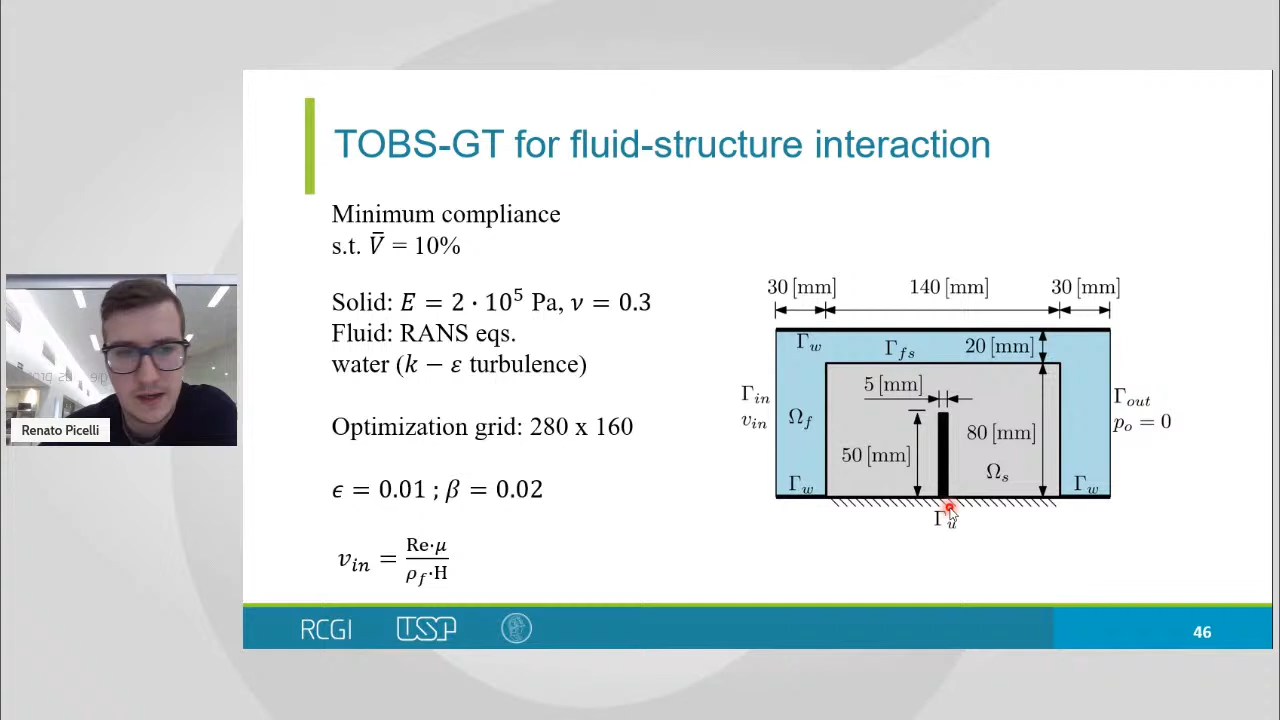 TOBS-GT for fluid-structure interaction
Minimum compliance
s.t. V̄ = 10%
Solid: E = 2 · 10⁵ Pa, ν = 0.3
Fluid: RANS eqs.
water (k − ε turbulence)
Optimization grid: 280 x 160
ϵ = 0.01 ; β = 0.02
v_in = Re·μ / ρ_f·H
30 [mm] 140 [mm] 30 [mm]
Γ_w Γ_fs 20 [mm]
5 [mm]
Γ_in Γ_out
v_in Ω_f p_o = 0
50 [mm] 80 [mm]
Ω_s
Γ_w Γ_w
Γ_u
Renato Picelli
RCGI USP
46